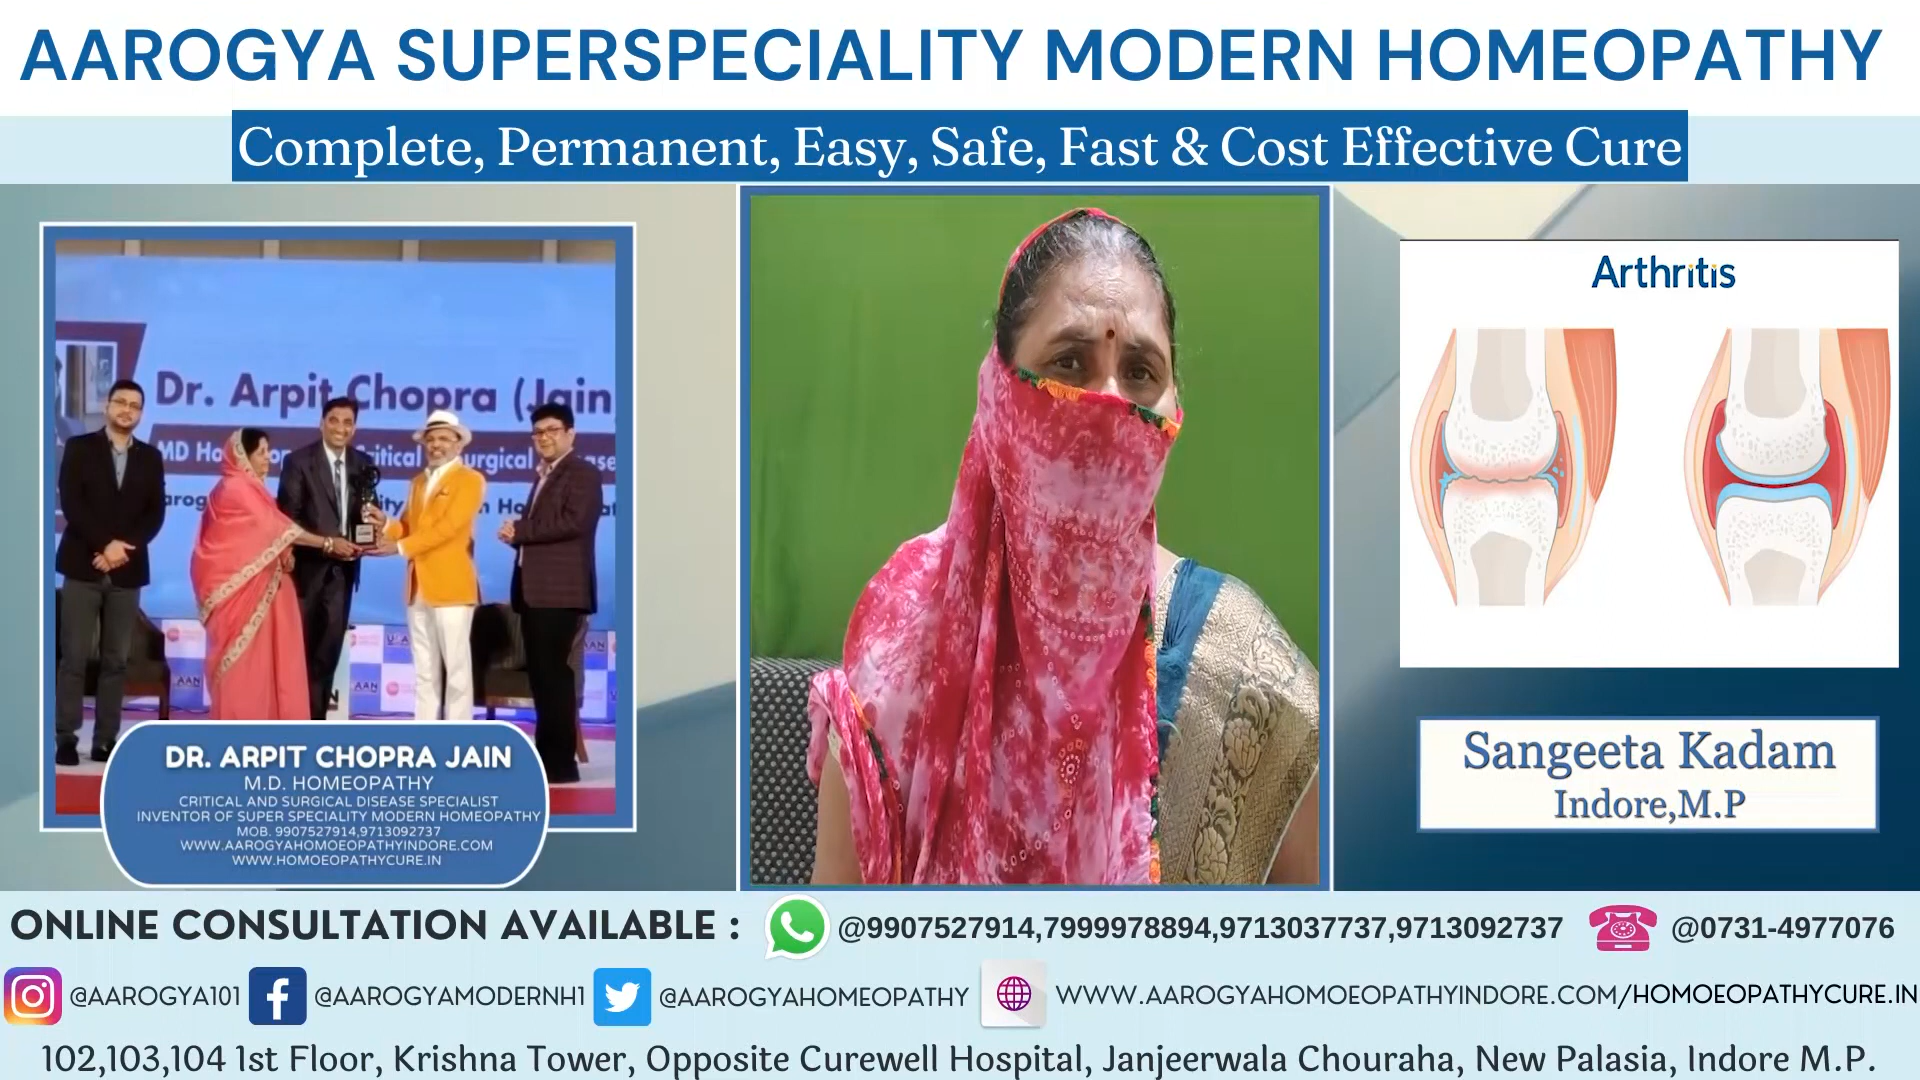 AAROGYA SUPERSPECIALITY MODERN HOMEOPATHY
Complete, Permanent, Easy, Safe, Fast & Cost Effective Cure
Dr. Arpit Chopra (Jain
MD
DR. ARPIT CHOPRA JAIN
M.D. HOMEOPATHY
CRITICAL AND SURGICAL DISEASE SPECIALIST
INVENTOR OF SUPER SPECIALITY MODERN HOMEOPATHY
MOB. 9907527914,9713092737
WWW.AAROGYAHOMOEOPATHYINDORE.COM
WWW.HOMOEOPATHYCURE.IN
Arthritis
Sangeeta Kadam
Indore,M.P
ONLINE CONSULTATION AVAILABLE : @9907527914,7999978894,9713037737,9713092737 @0731-4977076
@AAROGYA101 @AAROGYAMODERNH1 @AAROGYAHOMEOPATHY WWW.AAROGYAHOMOEOPATHYINDORE.COM/HOMOEOPATHYCURE.IN
102,103,104 1st Floor, Krishna Tower, Opposite Curewell Hospital, Janjeerwala Chouraha, New Palasia, Indore M.P.